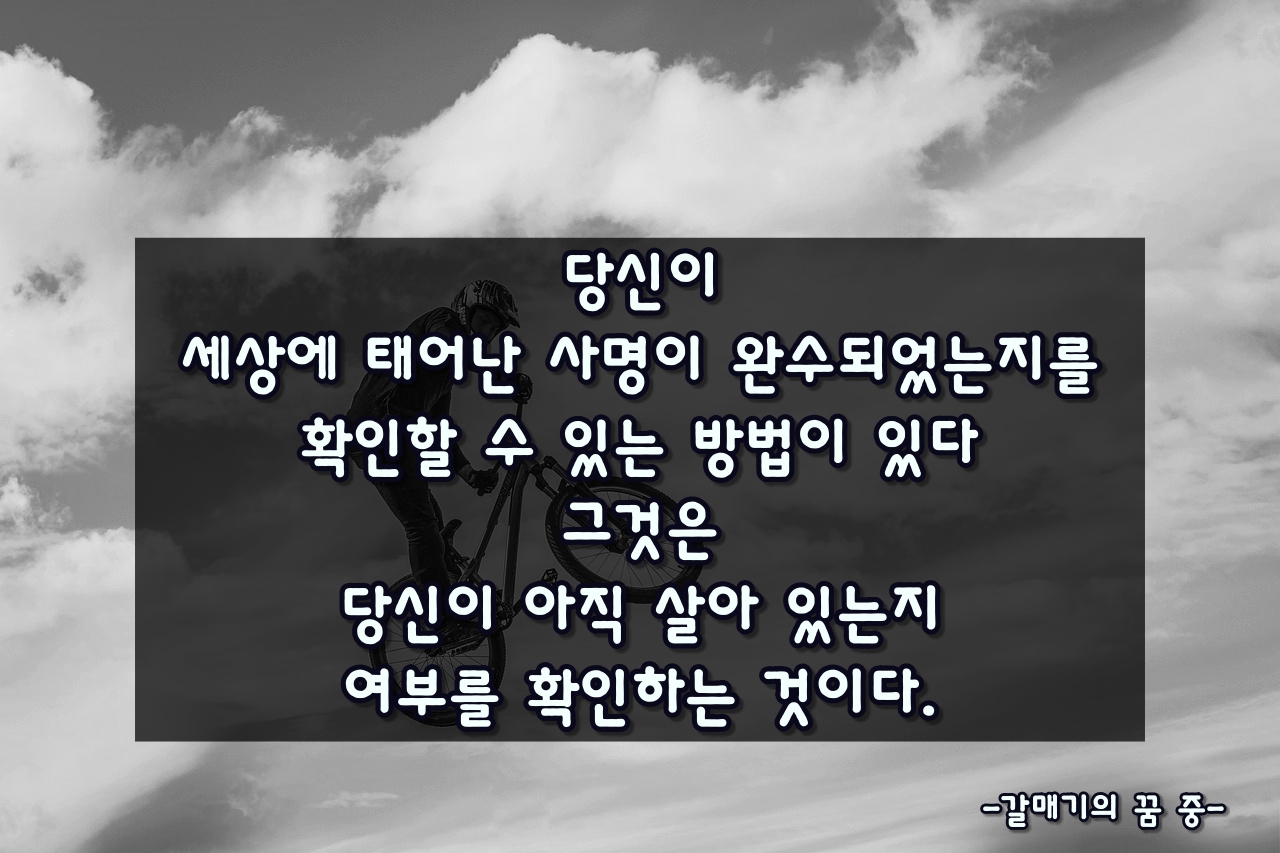 당신이
세상에 태어난 사명이 완수되었는지를
확인할 수 있는 방법이 있다
그것은
당신이 아직 살아 있는지
여부를 확인하는 것이다.
-갈매기의 꿈 중-